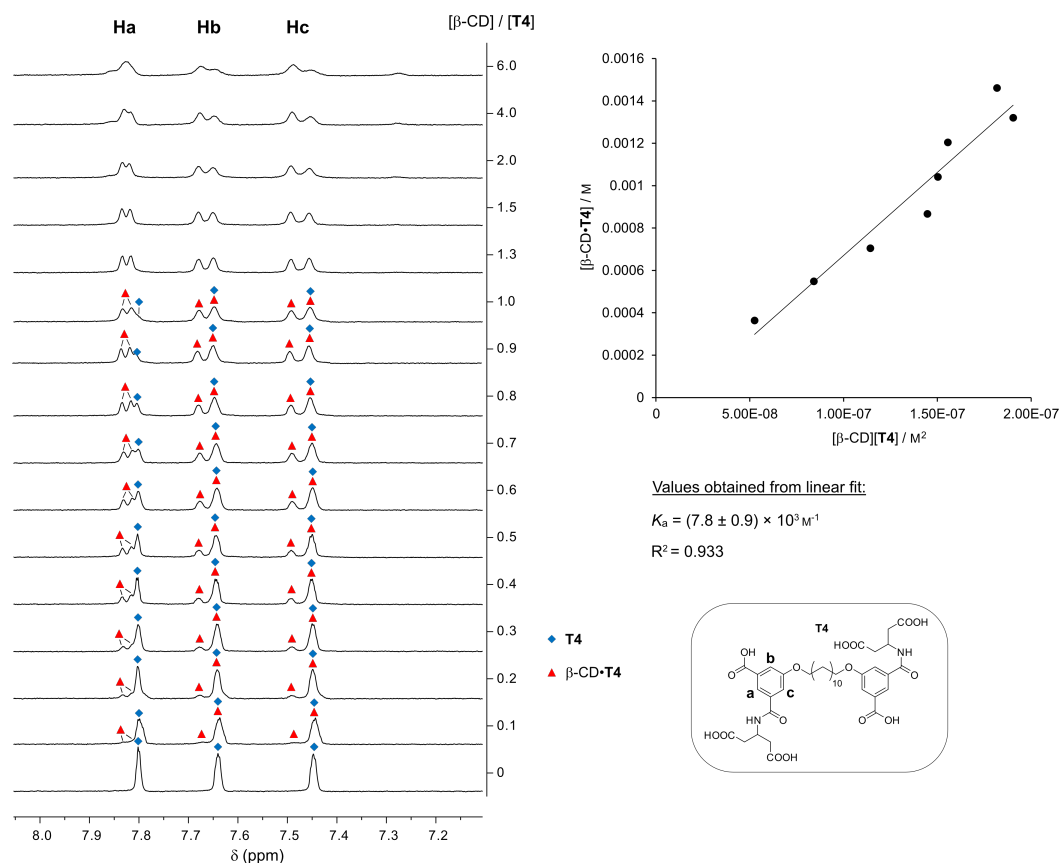 Ha Hb Hc [β-CD] / [T4]
6.0
4.0
2.0
1.5
1.3
1.0
0.9
0.8
0.7
0.6
0.5
0.4
0.3
0.2
0.1
0
8.0 7.9 7.8 7.7 7.6 7.5 7.4 7.3 7.2
δ (ppm)
T4
β-CD•T4
0.0016
0.0014
0.0012
0.001
0.0008
0.0006
0.0004
0.0002
0
[β-CD•T4] / M
0 5.00E-08 1.00E-07 1.50E-07 2.00E-07
[β-CD][T4] / M²
Values obtained from linear fit:
Kₐ = (7.8 ± 0.9) × 10³ M⁻¹
R² = 0.933
T4
COOH
HOOC
OH
b
O
O
O
10
NH
O
a
c
O
NH
O
OH
HOOC
COOH